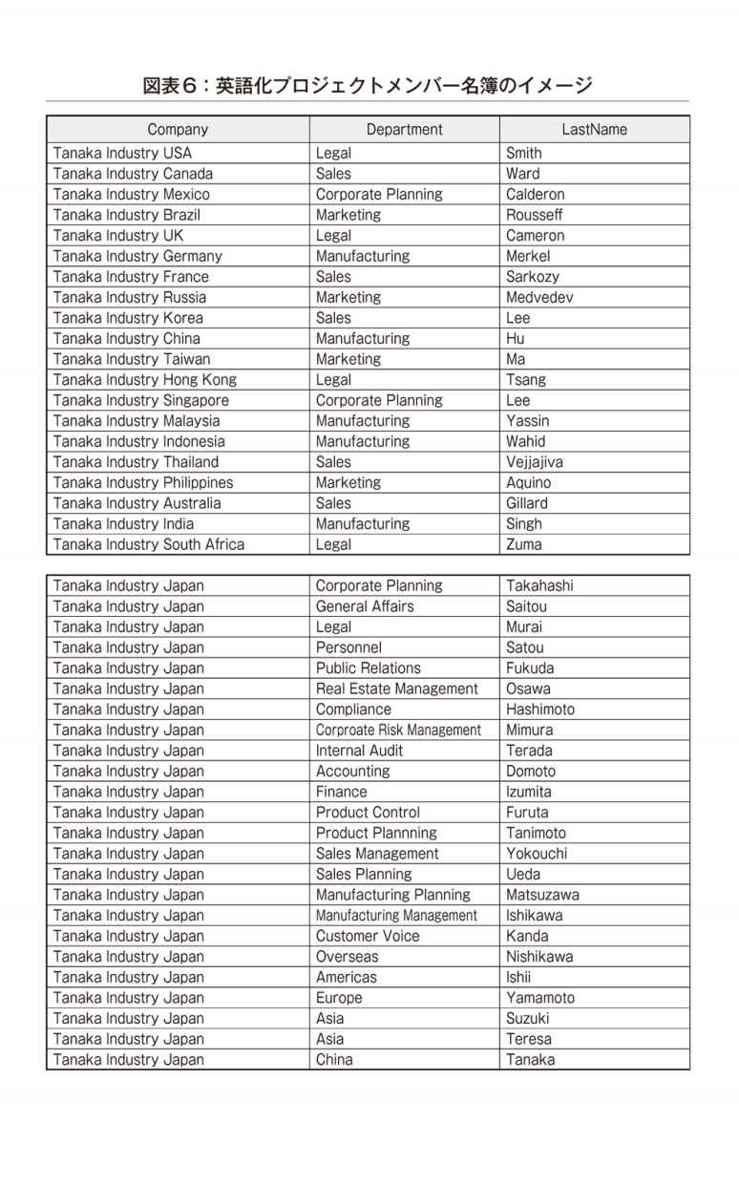 図表6：英語化プロジェクトメンバー名簿のイメージ
Company Department LastName
Tanaka Industry USA Legal Smith
Tanaka Industry Canada Sales Ward
Tanaka Industry Mexico Corporate Planning Calderon
Tanaka Industry Brazil Marketing Rousseff
Tanaka Industry UK Legal Cameron
Tanaka Industry Germany Manufacturing Merkel
Tanaka Industry France Sales Sarkozy
Tanaka Industry Russia Marketing Medvedev
Tanaka Industry Korea Sales Lee
Tanaka Industry China Manufacturing Hu
Tanaka Industry Taiwan Marketing Ma
Tanaka Industry Hong Kong Legal Tsang
Tanaka Industry Singapore Corporate Planning Lee
Tanaka Industry Malaysia Manufacturing Yassin
Tanaka Industry Indonesia Manufacturing Wahid
Tanaka Industry Thailand Sales Vejjajiva
Tanaka Industry Philippines Marketing Aquino
Tanaka Industry Australia Sales Gillard
Tanaka Industry India Manufacturing Singh
Tanaka Industry South Africa Legal Zuma
Tanaka Industry Japan Corporate Planning Takahashi
Tanaka Industry Japan General Affairs Saitou
Tanaka Industry Japan Legal Murai
Tanaka Industry Japan Personnel Satou
Tanaka Industry Japan Public Relations Fukuda
Tanaka Industry Japan Real Estate Management Osawa
Tanaka Industry Japan Compliance Hashimoto
Tanaka Industry Japan Corproate Risk Management Mimura
Tanaka Industry Japan Internal Audit Terada
Tanaka Industry Japan Accounting Domoto
Tanaka Industry Japan Finance Izumita
Tanaka Industry Japan Product Control Furuta
Tanaka Industry Japan Product Plannning Tanimoto
Tanaka Industry Japan Sales Management Yokouchi
Tanaka Industry Japan Sales Planning Ueda
Tanaka Industry Japan Manufacturing Planning Matsuzawa
Tanaka Industry Japan Manufacturing Management Ishikawa
Tanaka Industry Japan Customer Voice Kanda
Tanaka Industry Japan Overseas Nishikawa
Tanaka Industry Japan Americas Ishii
Tanaka Industry Japan Europe Yamamoto
Tanaka Industry Japan Asia Suzuki
Tanaka Industry Japan Asia Teresa
Tanaka Industry Japan China Tanaka